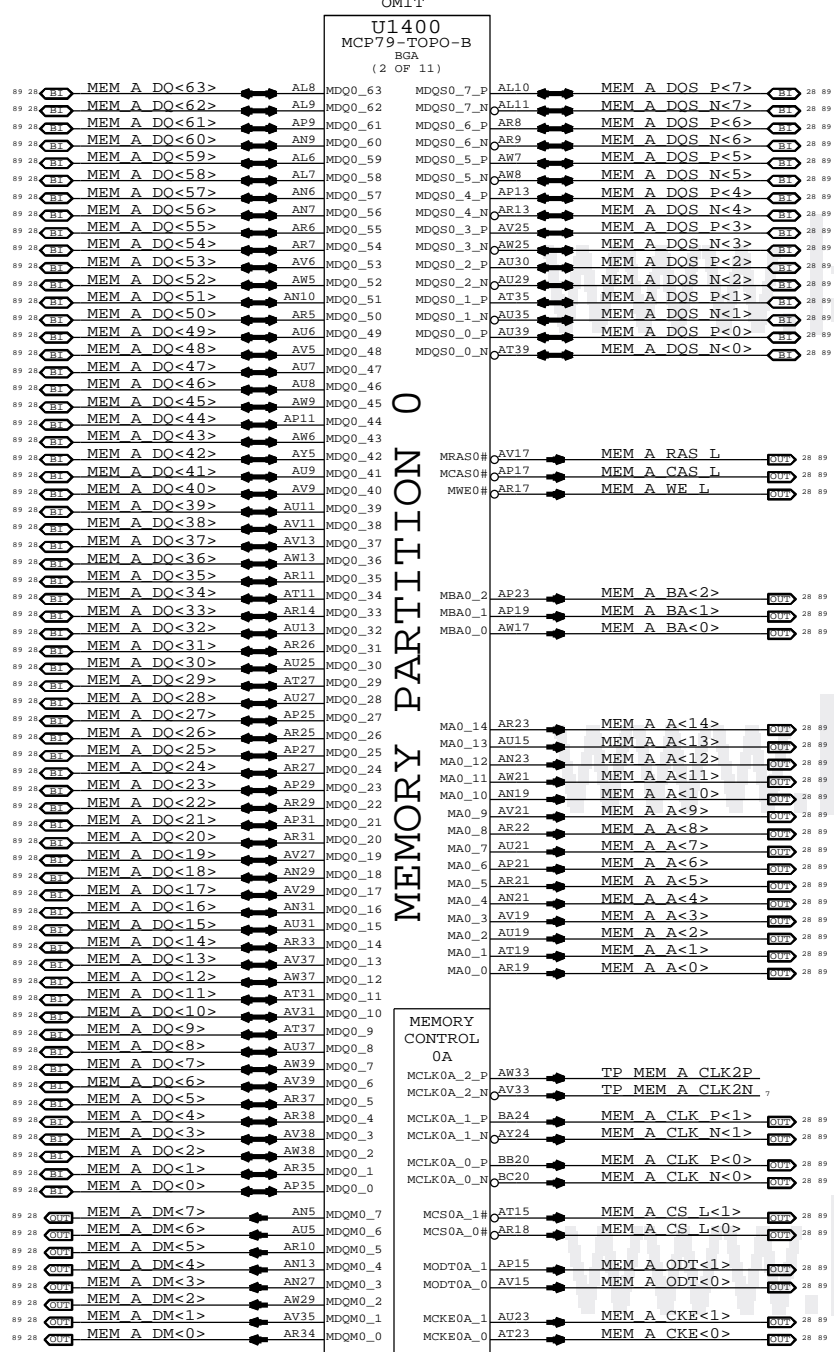 OMIT
U1400
MCP79-TOPO-B
BGA
(2 OF 11)
89 28 BI MEM_A_DQ<63> AL8 MDQ0_63 MDQS0_7_P AL10 MEM_A_DQS_P<7> BI 28 89
89 28 BI MEM_A_DQ<62> AL9 MDQ0_62 MDQS0_7_N AL11 MEM_A_DQS_N<7> BI 28 89
89 28 BI MEM_A_DQ<61> AP9 MDQ0_61 MDQS0_6_P AR8 MEM_A_DQS_P<6> BI 28 89
89 28 BI MEM_A_DQ<60> AN9 MDQ0_60 MDQS0_6_N AR9 MEM_A_DQS_N<6> BI 28 89
89 28 BI MEM_A_DQ<59> AL6 MDQ0_59 MDQS0_5_P AW7 MEM_A_DQS_P<5> BI 28 89
89 28 BI MEM_A_DQ<58> AL7 MDQ0_58 MDQS0_5_N AW8 MEM_A_DQS_N<5> BI 28 89
89 28 BI MEM_A_DQ<57> AN6 MDQ0_57 MDQS0_4_P AP13 MEM_A_DQS_P<4> BI 28 89
89 28 BI MEM_A_DQ<56> AN7 MDQ0_56 MDQS0_4_N AR13 MEM_A_DQS_N<4> BI 28 89
89 28 BI MEM_A_DQ<55> AR6 MDQ0_55 MDQS0_3_P AV25 MEM_A_DQS_P<3> BI 28 89
89 28 BI MEM_A_DQ<54> AR7 MDQ0_54 MDQS0_3_N AW25 MEM_A_DQS_N<3> BI 28 89
89 28 BI MEM_A_DQ<53> AV6 MDQ0_53 MDQS0_2_P AU30 MEM_A_DQS_P<2> BI 28 89
89 28 BI MEM_A_DQ<52> AW5 MDQ0_52 MDQS0_2_N AU29 MEM_A_DQS_N<2> BI 28 89
89 28 BI MEM_A_DQ<51> AN10 MDQ0_51 MDQS0_1_P AT35 MEM_A_DQS_P<1> BI 28 89
89 28 BI MEM_A_DQ<50> AR5 MDQ0_50 MDQS0_1_N AU35 MEM_A_DQS_N<1> BI 28 89
89 28 BI MEM_A_DQ<49> AU6 MDQ0_49 MDQS0_0_P AU39 MEM_A_DQS_P<0> BI 28 89
89 28 BI MEM_A_DQ<48> AV5 MDQ0_48 MDQS0_0_N AT39 MEM_A_DQS_N<0> BI 28 89
89 28 BI MEM_A_DQ<47> AU7 MDQ0_47
89 28 BI MEM_A_DQ<46> AU8 MDQ0_46
89 28 BI MEM_A_DQ<45> AW9 MDQ0_45
89 28 BI MEM_A_DQ<44> AP11 MDQ0_44
89 28 BI MEM_A_DQ<43> AW6 MDQ0_43
89 28 BI MEM_A_DQ<42> AY5 MDQ0_42 MRAS0# AV17 MEM_A_RAS_L OUT 28 89
89 28 BI MEM_A_DQ<41> AU9 MDQ0_41 MCAS0# AP17 MEM_A_CAS_L OUT 28 89
89 28 BI MEM_A_DQ<40> AV9 MDQ0_40 MWE0# AR17 MEM_A_WE_L OUT 28 89
89 28 BI MEM_A_DQ<39> AU11 MDQ0_39
89 28 BI MEM_A_DQ<38> AV11 MDQ0_38
89 28 BI MEM_A_DQ<37> AV13 MDQ0_37
89 28 BI MEM_A_DQ<36> AW13 MDQ0_36
89 28 BI MEM_A_DQ<35> AR11 MDQ0_35
89 28 BI MEM_A_DQ<34> AT11 MDQ0_34 MBA0_2 AP23 MEM_A_BA<2> OUT 28 89
89 28 BI MEM_A_DQ<33> AR14 MDQ0_33 MBA0_1 AP19 MEM_A_BA<1> OUT 28 89
89 28 BI MEM_A_DQ<32> AU13 MDQ0_32 MBA0_0 AW17 MEM_A_BA<0> OUT 28 89
89 28 BI MEM_A_DQ<31> AR26 MDQ0_31
89 28 BI MEM_A_DQ<30> AU25 MDQ0_30
89 28 BI MEM_A_DQ<29> AT27 MDQ0_29
89 28 BI MEM_A_DQ<28> AU27 MDQ0_28
89 28 BI MEM_A_DQ<27> AP25 MDQ0_27 MA0_14 AR23 MEM_A_A<14> OUT 28 89
89 28 BI MEM_A_DQ<26> AR25 MDQ0_26 MA0_13 AU15 MEM_A_A<13> OUT 28 89
89 28 BI MEM_A_DQ<25> AP27 MDQ0_25 MA0_12 AN23 MEM_A_A<12> OUT 28 89
89 28 BI MEM_A_DQ<24> AR27 MDQ0_24 MA0_11 AW21 MEM_A_A<11> OUT 28 89
89 28 BI MEM_A_DQ<23> AP29 MDQ0_23 MA0_10 AN19 MEM_A_A<10> OUT 28 89
89 28 BI MEM_A_DQ<22> AR29 MDQ0_22 MA0_9 AV21 MEM_A_A<9> OUT 28 89
89 28 BI MEM_A_DQ<21> AP31 MDQ0_21 MA0_8 AR22 MEM_A_A<8> OUT 28 89
89 28 BI MEM_A_DQ<20> AR31 MDQ0_20 MA0_7 AU21 MEM_A_A<7> OUT 28 89
89 28 BI MEM_A_DQ<19> AV27 MDQ0_19 MA0_6 AP21 MEM_A_A<6> OUT 28 89
89 28 BI MEM_A_DQ<18> AN29 MDQ0_18 MA0_5 AR21 MEM_A_A<5> OUT 28 89
89 28 BI MEM_A_DQ<17> AV29 MDQ0_17 MA0_4 AN21 MEM_A_A<4> OUT 28 89
89 28 BI MEM_A_DQ<16> AN31 MDQ0_16 MA0_3 AV19 MEM_A_A<3> OUT 28 89
89 28 BI MEM_A_DQ<15> AU31 MDQ0_15 MA0_2 AU19 MEM_A_A<2> OUT 28 89
89 28 BI MEM_A_DQ<14> AR33 MDQ0_14 MA0_1 AT19 MEM_A_A<1> OUT 28 89
89 28 BI MEM_A_DQ<13> AV37 MDQ0_13 MA0_0 AR19 MEM_A_A<0> OUT 28 89
89 28 BI MEM_A_DQ<12> AW37 MDQ0_12
89 28 BI MEM_A_DQ<11> AT31 MDQ0_11
89 28 BI MEM_A_DQ<10> AV31 MDQ0_10
MEMORY PARTITION 0
MEMORY
CONTROL
0A
89 28 BI MEM_A_DQ<9> AT37 MDQ0_9
89 28 BI MEM_A_DQ<8> AU37 MDQ0_8
89 28 BI MEM_A_DQ<7> AW39 MDQ0_7 MCLK0A_2_P AW33 TP_MEM_A_CLK2P
89 28 BI MEM_A_DQ<6> AV39 MDQ0_6 MCLK0A_2_N AV33 TP_MEM_A_CLK2N 7
89 28 BI MEM_A_DQ<5> AR37 MDQ0_5
89 28 BI MEM_A_DQ<4> AR38 MDQ0_4 MCLK0A_1_P BA24 MEM_A_CLK_P<1> OUT 28 89
89 28 BI MEM_A_DQ<3> AV38 MDQ0_3 MCLK0A_1_N AY24 MEM_A_CLK_N<1> OUT 28 89
89 28 BI MEM_A_DQ<2> AW38 MDQ0_2 MCLK0A_0_P BB20 MEM_A_CLK_P<0> OUT 28 89
89 28 BI MEM_A_DQ<1> AR35 MDQ0_1 MCLK0A_0_N BC20 MEM_A_CLK_N<0> OUT 28 89
89 28 BI MEM_A_DQ<0> AP35 MDQ0_0
89 28 OUT MEM_A_DM<7> AN5 MDQM0_7 MCS0A_1# AT15 MEM_A_CS_L<1> OUT 28 89
89 28 OUT MEM_A_DM<6> AU5 MDQM0_6 MCS0A_0# AR18 MEM_A_CS_L<0> OUT 28 89
89 28 OUT MEM_A_DM<5> AR10 MDQM0_5
89 28 OUT MEM_A_DM<4> AN13 MDQM0_4 MODT0A_1 AP15 MEM_A_ODT<1> OUT 28 89
89 28 OUT MEM_A_DM<3> AN27 MDQM0_3 MODT0A_0 AV15 MEM_A_ODT<0> OUT 28 89
89 28 OUT MEM_A_DM<2> AW29 MDQM0_2
89 28 OUT MEM_A_DM<1> AV35 MDQM0_1 MCKE0A_1 AU23 MEM_A_CKE<1> OUT 28 89
89 28 OUT MEM_A_DM<0> AR34 MDQM0_0 MCKE0A_0 AT23 MEM_A_CKE<0> OUT 28 89